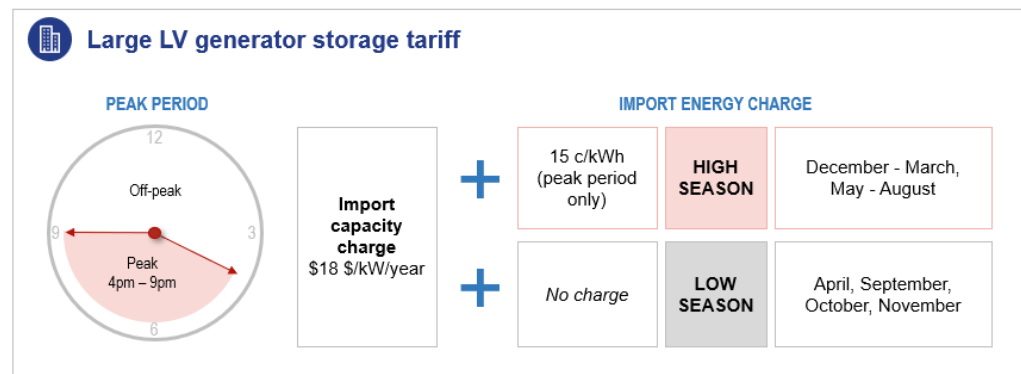 Large LV generator storage tariff
PEAK PERIOD
12
Off-peak
9
3
Peak
4pm – 9pm
6
Import
capacity
charge
$18 $/kW/year
IMPORT ENERGY CHARGE
+
15 c/kWh
(peak period
only)
HIGH
SEASON
December - March,
May - August
+
No charge
LOW
SEASON
April, September,
October, November